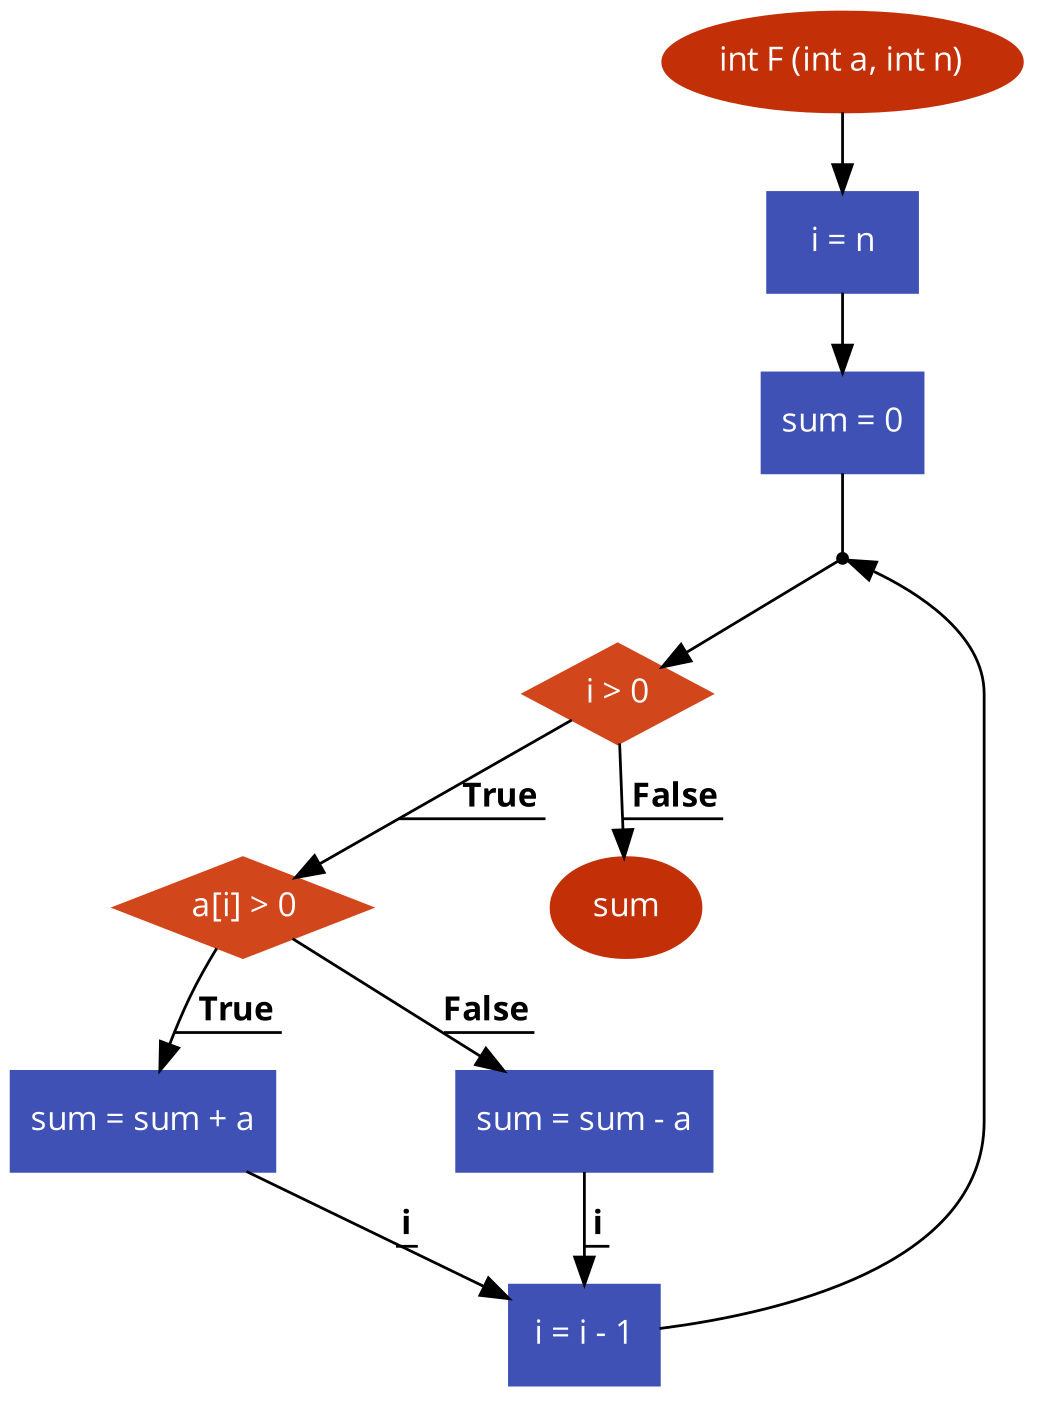 int F (int a, int n)
i = n
sum = 0
i > 0
True
False
a[i] > 0
sum
True
False
sum = sum + a
sum = sum - a
i
i
i = i - 1